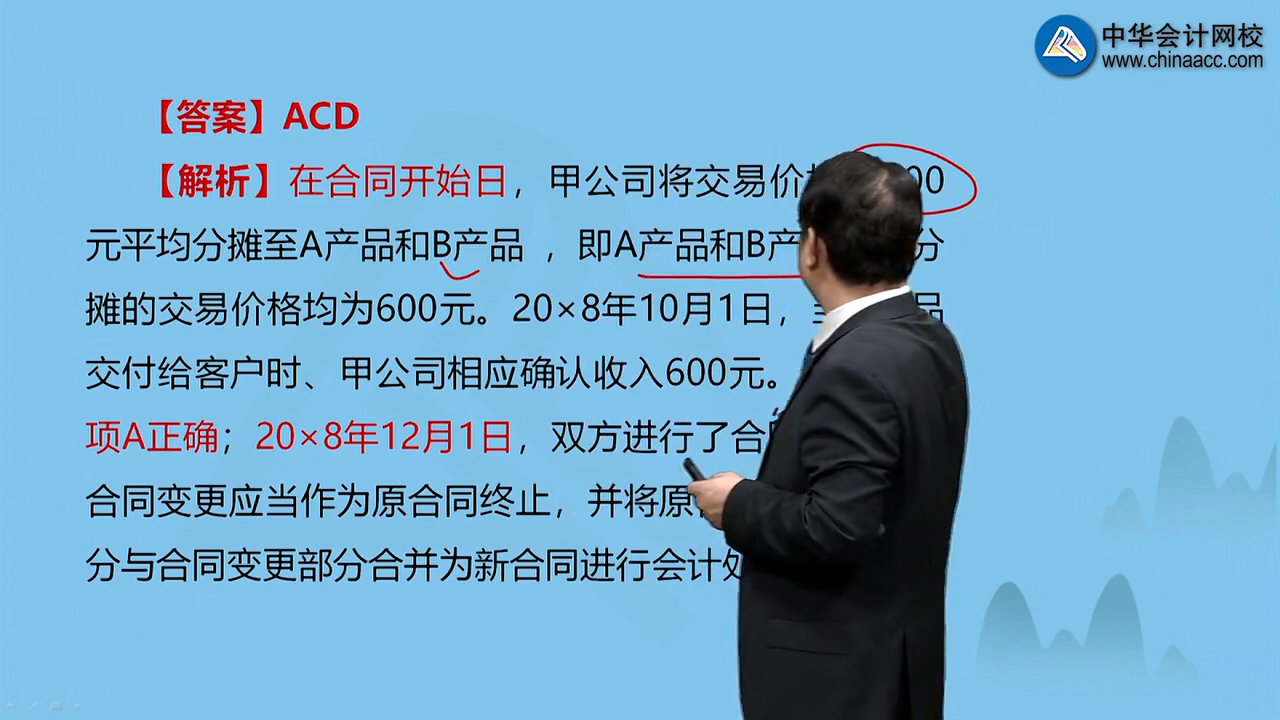 中华会计网校
www.chinaacc.com
【答案】ACD
【解析】在合同开始日，甲公司将交易价 00
元平均分摊至A产品和B产品 ，即A产品和B产 分
摊的交易价格均为600元。20×8年10月1日， 品
交付给客户时、甲公司相应确认收入600元。
项A正确；20×8年12月1日，双方进行了合
合同变更应当作为原合同终止，并将原
分与合同变更部分合并为新合同进行会计处